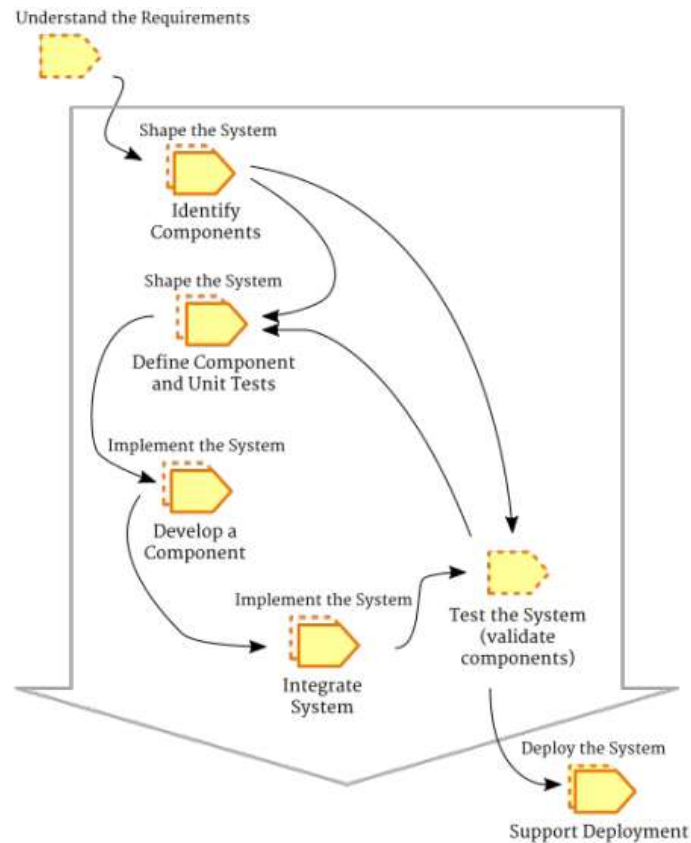 Understand the Requirements
Shape the System
Identify
Components
Shape the System
Define Component
and Unit Tests
Implement the System
Develop a
Component
Implement the System
Integrate
System
Test the System
(validate
components)
Deploy the System
Support Deployment